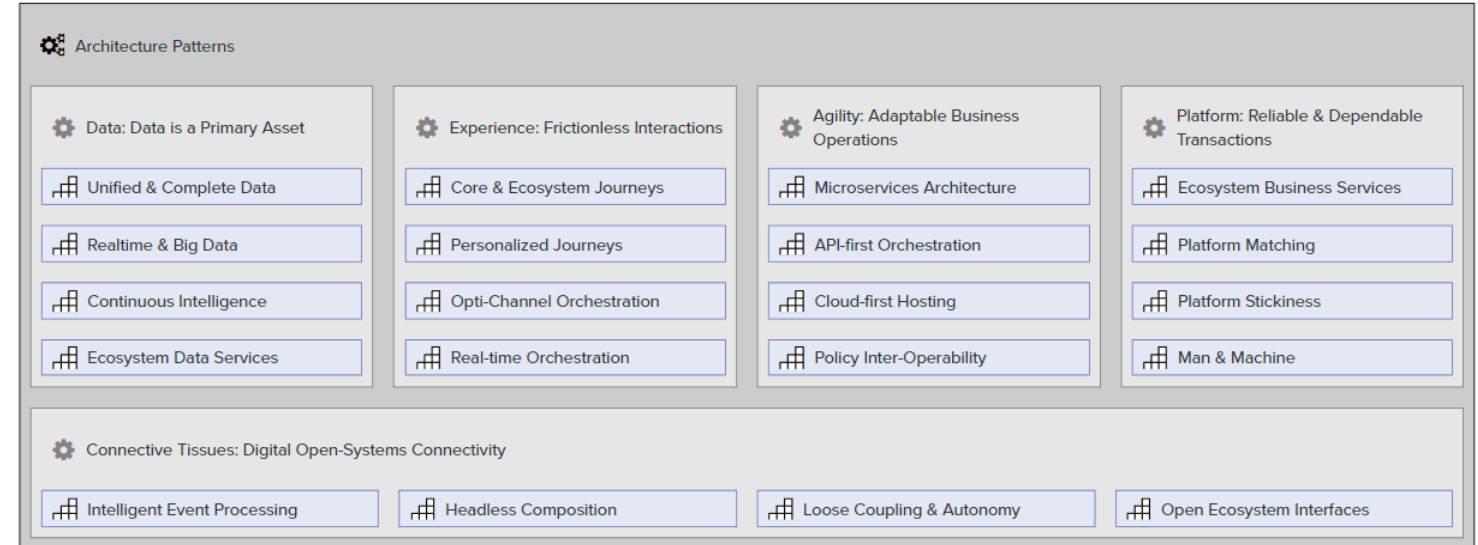 Architecture Patterns
Data: Data is a Primary Asset
Unified & Complete Data
Realtime & Big Data
Continuous Intelligence
Ecosystem Data Services
Experience: Frictionless Interactions
Core & Ecosystem Journeys
Personalized Journeys
Opti-Channel Orchestration
Real-time Orchestration
Agility: Adaptable Business
Operations
Microservices Architecture
API-first Orchestration
Cloud-first Hosting
Policy Inter-Operability
Platform: Reliable & Dependable
Transactions
Ecosystem Business Services
Platform Matching
Platform Stickiness
Man & Machine
Connective Tissues: Digital Open-Systems Connectivity
Intelligent Event Processing
Headless Composition
Loose Coupling & Autonomy
Open Ecosystem Interfaces